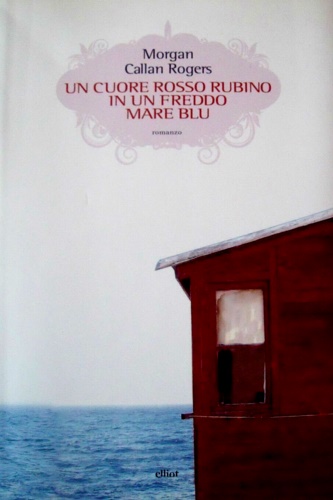 Morgan
Callan Rogers
UN CUORE ROSSO RUBINO
IN UN FREDDO
MARE BLU
romanzo
elliot